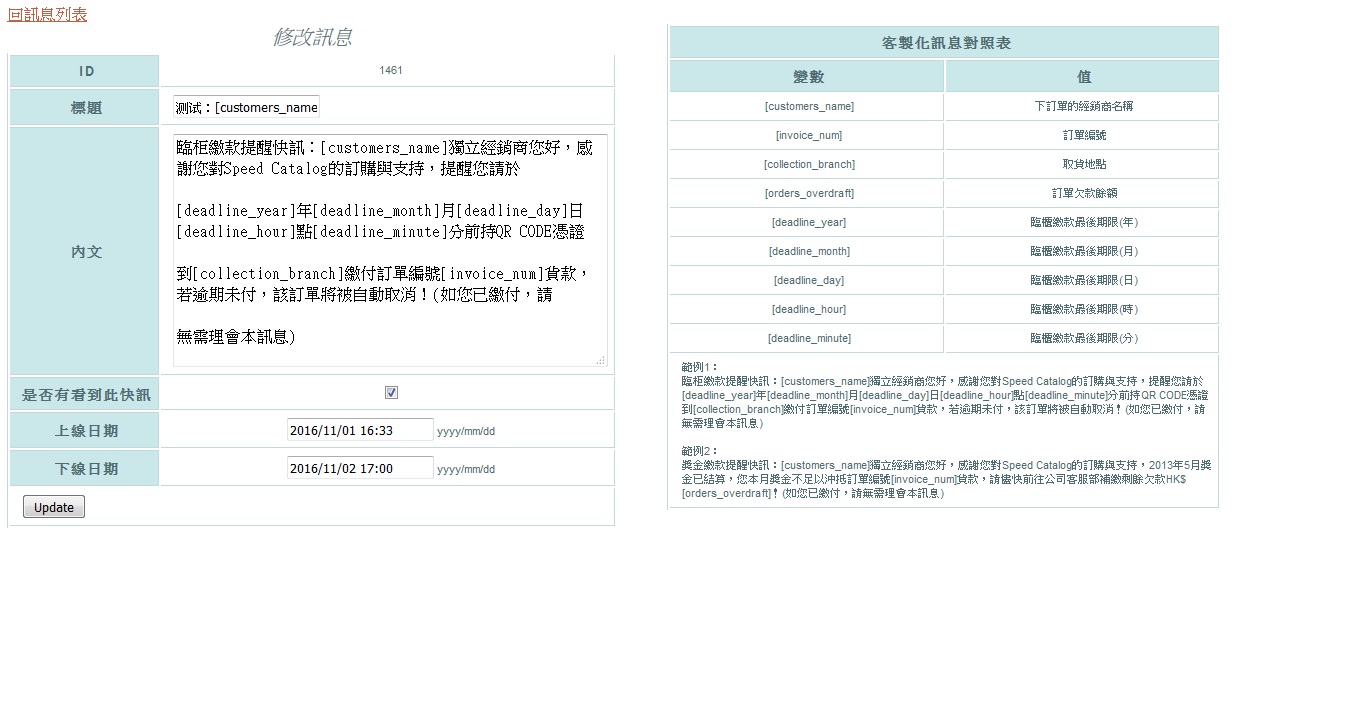 回訊息列表
修改訊息
ID
1461
標題
测试：[customers_name
內文
臨柜繳款提醒快訊：[customers_name]獨立經銷商您好，感
謝您對Speed Catalog的訂購與支持，提醒您請於
[deadline_year]年[deadline_month]月[deadline_day]日
[deadline_hour]點[deadline_minute]分前持QR CODE憑證
到[collection_branch]繳付訂單編號[invoice_num]貨款，
若逾期未付，該訂單將被自動取消！(如您已繳付，請
無需理會本訊息)
是否有看到此快訊
上線日期
2016/11/01 16:33 yyyy/mm/dd
下線日期
2016/11/02 17:00 yyyy/mm/dd
Update
客製化訊息對照表
變數 值
[customers_name] 下訂單的經銷商名稱
[invoice_num] 訂單編號
[collection_branch] 取貨地點
[orders_overdraft] 訂單欠款餘額
[deadline_year] 臨櫃繳款最後期限(年)
[deadline_month] 臨櫃繳款最後期限(月)
[deadline_day] 臨櫃繳款最後期限(日)
[deadline_hour] 臨櫃繳款最後期限(時)
[deadline_minute] 臨櫃繳款最後期限(分)
範例1：
臨柜繳款提醒快訊：[customers_name]獨立經銷商您好，感謝您對Speed Catalog的訂購與支持，提醒您請於
[deadline_year]年[deadline_month]月[deadline_day]日[deadline_hour]點[deadline_minute]分前持QR CODE憑證
到[collection_branch]繳付訂單編號[invoice_num]貨款，若逾期未付，該訂單將被自動取消！(如您已繳付，請
無需理會本訊息)
範例2：
獎金繳款提醒快訊：[customers_name]獨立經銷商您好，感謝您對Speed Catalog的訂購與支持，2013年5月獎
金已結算，您本月獎金不足以沖抵訂單編號[invoice_num]貨款，請儘快前往公司客服部補繳剩餘欠款HK$
[orders_overdraft]！(如您已繳付，請無需理會本訊息)